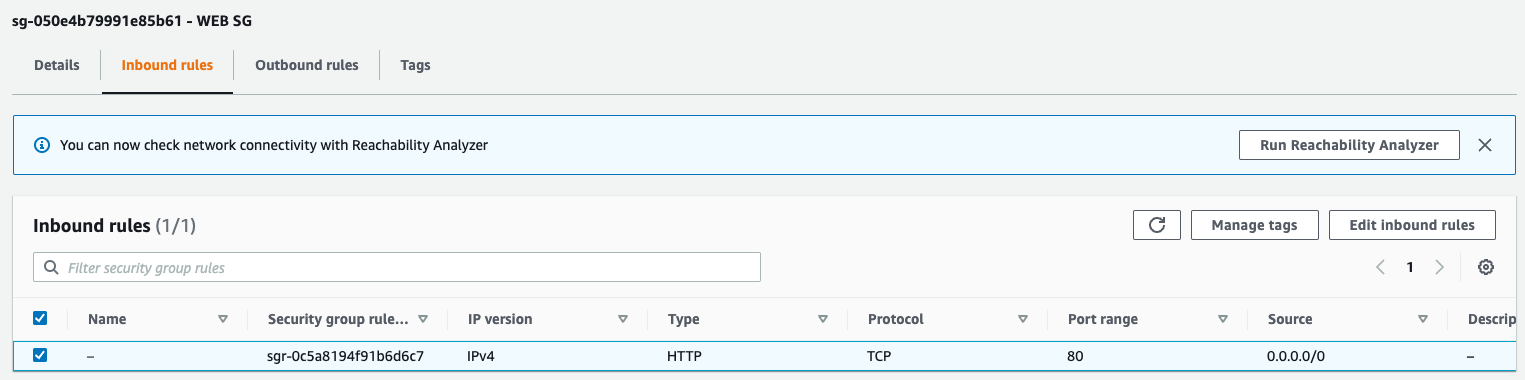 sg-050e4b79991e85b61 - WEB SG
Details Inbound rules Outbound rules Tags
You can now check network connectivity with Reachability Analyzer Run Reachability Analyzer
Inbound rules (1/1) Manage tags Edit inbound rules
Filter security group rules 1
Name Security group rule... IP version Type Protocol Port range Source Descrip
– sgr-0c5a8194f91b6d6c7 IPv4 HTTP TCP 80 0.0.0.0/0 –